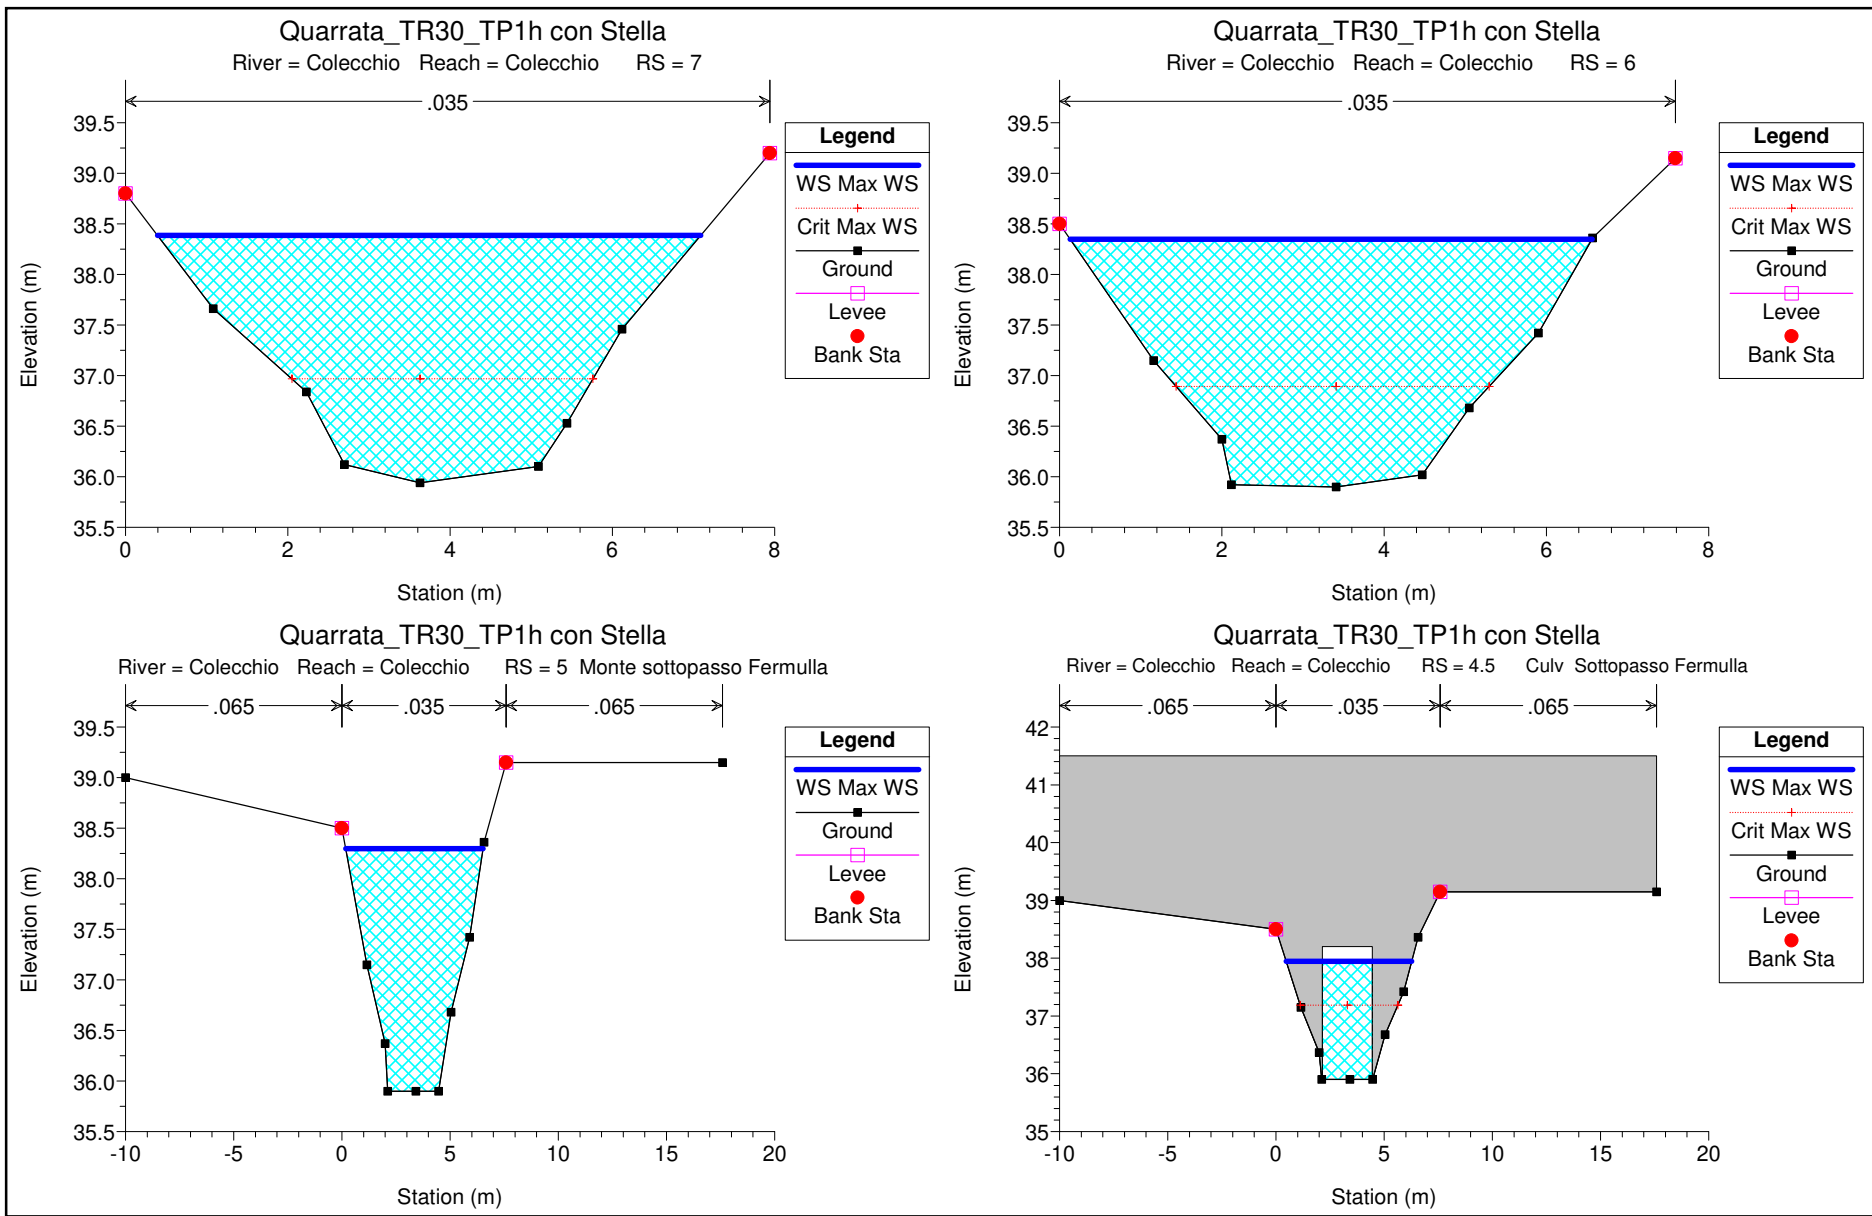 Quarrata_TR30_TP1h con Stella
River = Colecchio   Reach = Colecchio   RS = 7
.035
39.5
39.0
38.5
38.0
37.5
37.0
36.5
36.0
35.5
0 2 4 6 8
Elevation (m)
Station (m)
Legend
WS Max WS
Crit Max WS
Ground
Levee
Bank Sta
Quarrata_TR30_TP1h con Stella
River = Colecchio   Reach = Colecchio   RS = 6
.035
39.5
39.0
38.5
38.0
37.5
37.0
36.5
36.0
35.5
0 2 4 6 8
Elevation (m)
Station (m)
Legend
WS Max WS
Crit Max WS
Ground
Levee
Bank Sta
Quarrata_TR30_TP1h con Stella
River = Colecchio   Reach = Colecchio   RS = 5   Monte sottopasso Fermulla
.065 .035 .065
39.5
39.0
38.5
38.0
37.5
37.0
36.5
36.0
35.5
-10 -5 0 5 10 15 20
Elevation (m)
Station (m)
Legend
WS Max WS
Ground
Levee
Bank Sta
Quarrata_TR30_TP1h con Stella
River = Colecchio   Reach = Colecchio   RS = 4.5   Culv   Sottopasso Fermulla
.065 .035 .065
42
41
40
39
38
37
36
35
-10 -5 0 5 10 15 20
Elevation (m)
Station (m)
Legend
WS Max WS
Crit Max WS
Ground
Levee
Bank Sta